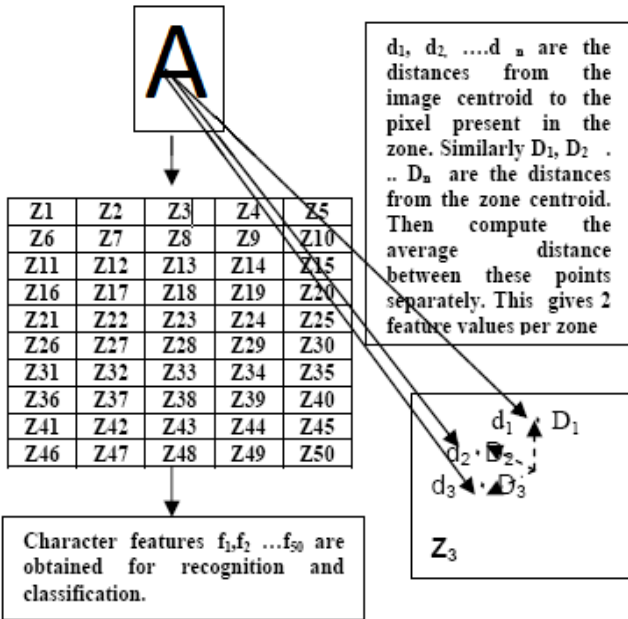 A
d₁, d₂, ....d ₙ are the
distances from the
image centroid to the
pixel present in the
zone. Similarly D₁, D₂ .
.. Dₙ are the distances
from the zone centroid.
Then compute the
average distance
between these points
separately. This gives 2
feature values per zone
Z1 Z2 Z3 Z4 Z5
Z6 Z7 Z8 Z9 Z10
Z11 Z12 Z13 Z14 Z15
Z16 Z17 Z18 Z19 Z20
Z21 Z22 Z23 Z24 Z25
Z26 Z27 Z28 Z29 Z30
Z31 Z32 Z33 Z34 Z35
Z36 Z37 Z38 Z39 Z40
Z41 Z42 Z43 Z44 Z45
Z46 Z47 Z48 Z49 Z50
d₁ D₁
d₂ D₂
d₃ D₃
Z₃
Character features f₁,f₂ ...f₅₀ are
obtained for recognition and
classification.